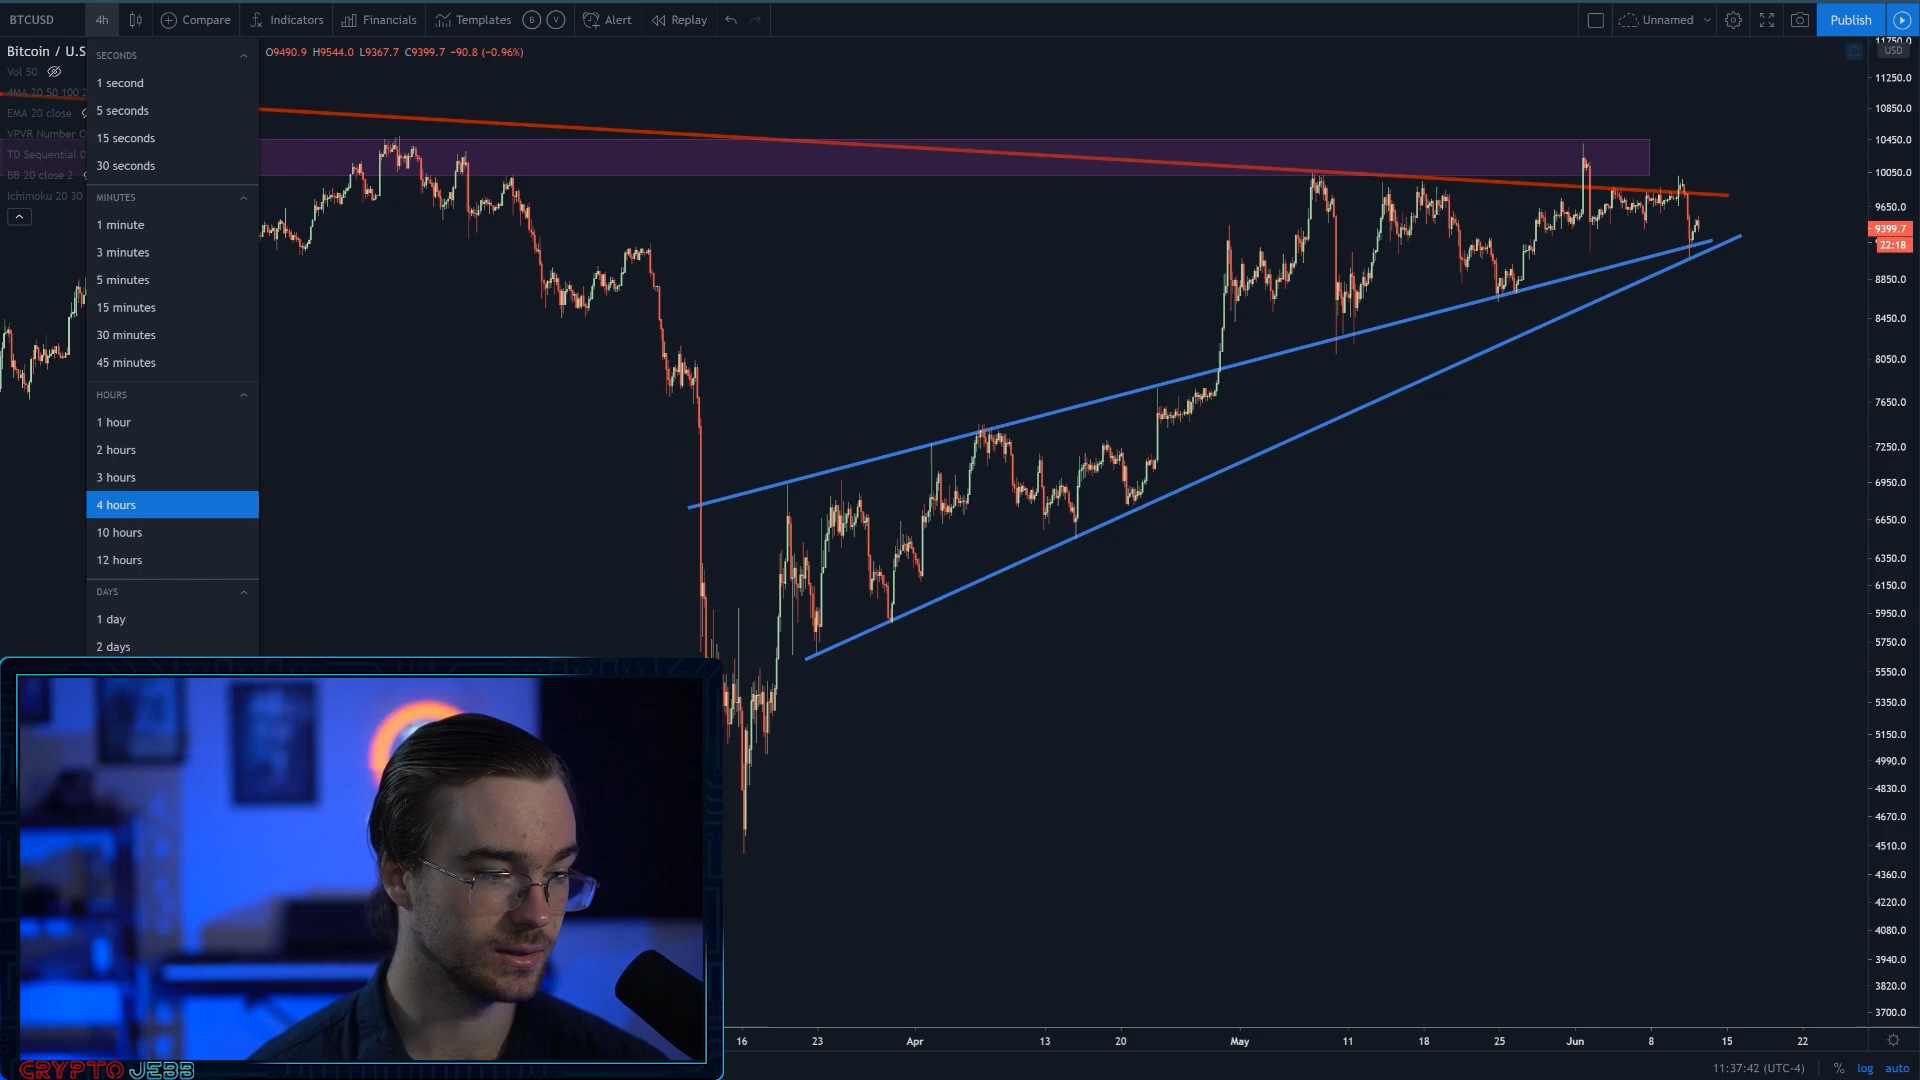 BTCUSD 4h Compare Indicators Financials Templates B V Alert Replay Unnamed Publish
Bitcoin / U.S O9490.9 H9544.0 L9367.7 C9399.7 −90.8 (−0.96%)
Vol 50
4MA 20 50 100
EMA 20 close
VPVR Number O
TD Sequential
BB 20 close 2
Ichimoku 20 30
SECONDS
1 second
5 seconds
15 seconds
30 seconds
MINUTES
1 minute
3 minutes
5 minutes
15 minutes
30 minutes
45 minutes
HOURS
1 hour
2 hours
3 hours
4 hours
10 hours
12 hours
DAYS
1 day
2 days
11750.0
USD
11250.0
10850.0
10450.0
10050.0
9650.0
9399.7
22:18
8850.0
8450.0
8050.0
7650.0
7250.0
6950.0
6650.0
6350.0
6150.0
5950.0
5750.0
5550.0
5350.0
5150.0
4990.0
4830.0
4670.0
4510.0
4360.0
4220.0
4080.0
3940.0
3820.0
3700.0
16 23 Apr 13 20 May 11 18 25 Jun 8 15 22
11:37:42 (UTC-4) % log auto
CRYPTO JEBB